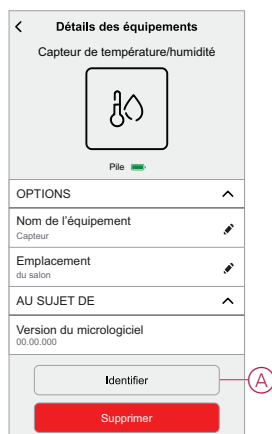 Détails des équipements
Capteur de température/humidité
Pile
OPTIONS
Nom de l'équipement
Capteur
Emplacement
du salon
AU SUJET DE
Version du micrologiciel
00.00.000
Identifier
A
Supprimer